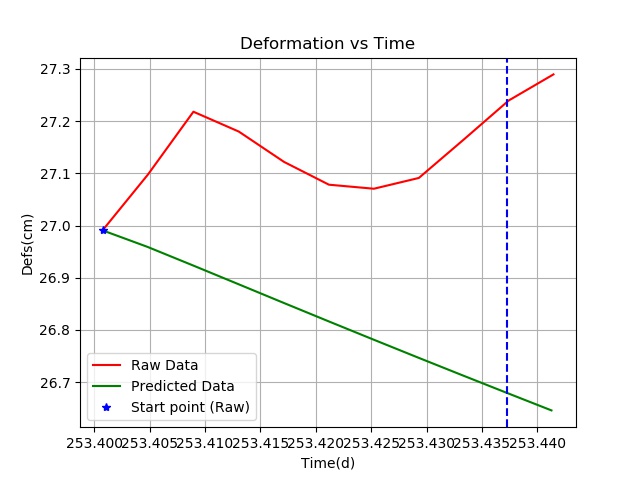 Deformation vs Time
27.3
27.2
27.1
27.0
26.9
26.8
26.7
Defs(cm)
Raw Data
Predicted Data
Start point (Raw)
253.400 253.405 253.410 253.415 253.420 253.425 253.430 253.435 253.440
Time(d)